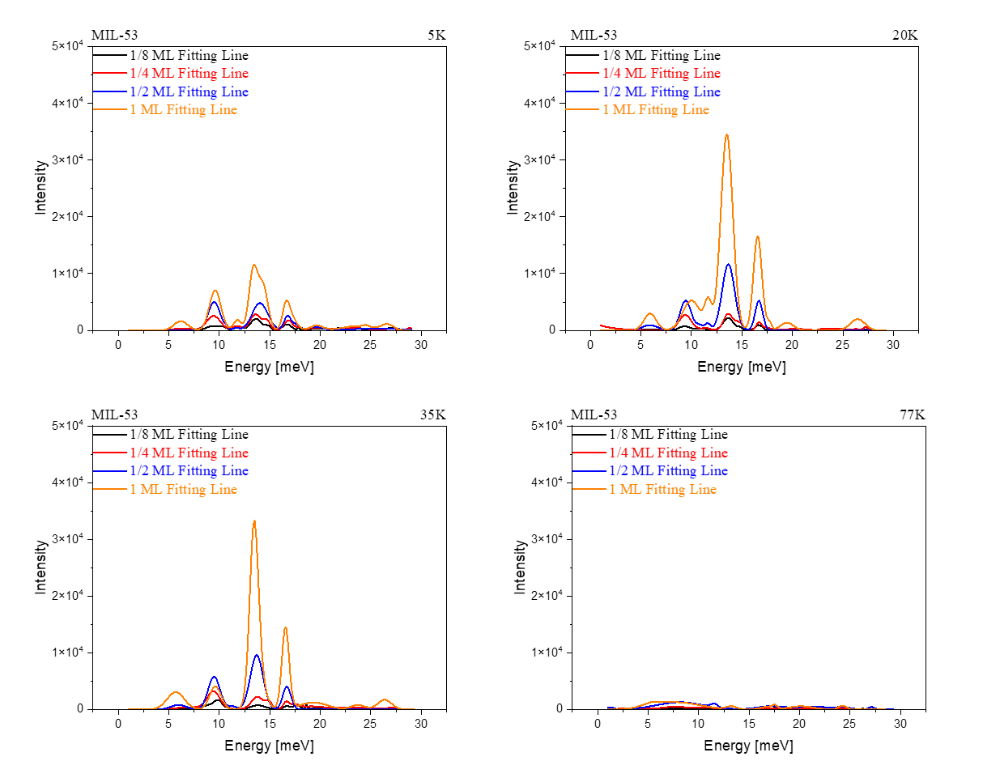 MIL-53 5K
5×10⁴
1/8 ML Fitting Line
1/4 ML Fitting Line
1/2 ML Fitting Line
4×10⁴
1 ML Fitting Line
3×10⁴
2×10⁴
1×10⁴
0
Intensity
0 5 10 15 20 25 30
Energy [meV]
MIL-53 20K
5×10⁴
1/8 ML Fitting Line
1/4 ML Fitting Line
1/2 ML Fitting Line
4×10⁴
1 ML Fitting Line
3×10⁴
2×10⁴
1×10⁴
0
Intensity
0 5 10 15 20 25 30
Energy [meV]
MIL-53 35K
5×10⁴
1/8 ML Fitting Line
1/4 ML Fitting Line
1/2 ML Fitting Line
4×10⁴
1 ML Fitting Line
3×10⁴
2×10⁴
1×10⁴
0
Intensity
0 5 10 15 20 25 30
Energy [meV]
MIL-53 77K
5×10⁴
1/8 ML Fitting Line
1/4 ML Fitting Line
1/2 ML Fitting Line
4×10⁴
1 ML Fitting Line
3×10⁴
2×10⁴
1×10⁴
0
Intensity
0 5 10 15 20 25 30
Energy [meV]